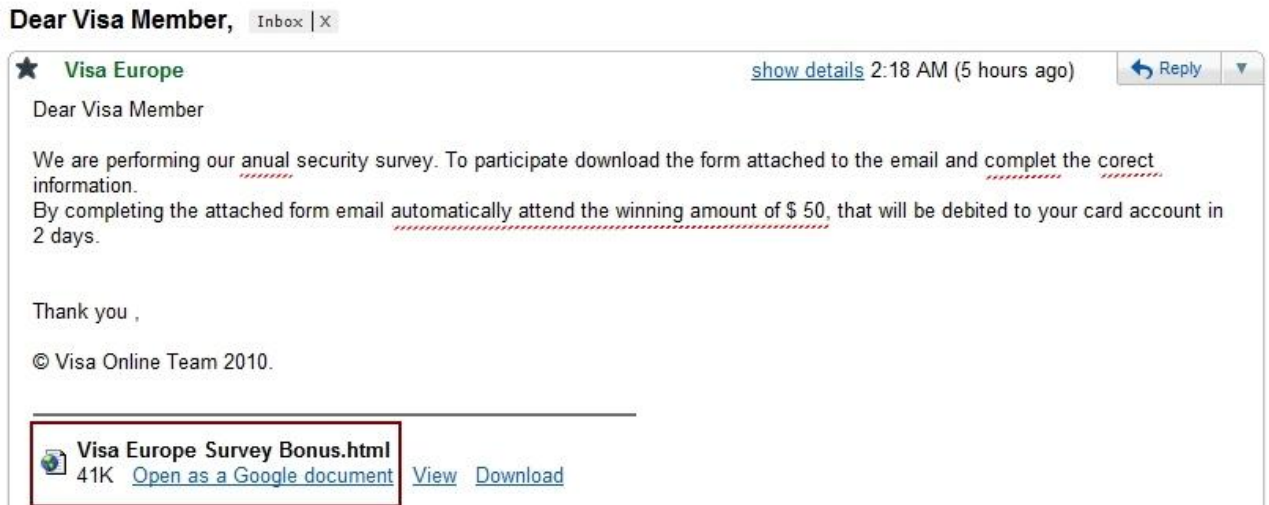 Dear Visa Member, Inbox | X
Visa Europe show details 2:18 AM (5 hours ago) Reply
Dear Visa Member
We are performing our anual security survey. To participate download the form attached to the email and complet the corect
information.
By completing the attached form email automatically attend the winning amount of $ 50, that will be debited to your card account in
2 days.
Thank you ,
© Visa Online Team 2010.
Visa Europe Survey Bonus.html
41K Open as a Google document View Download